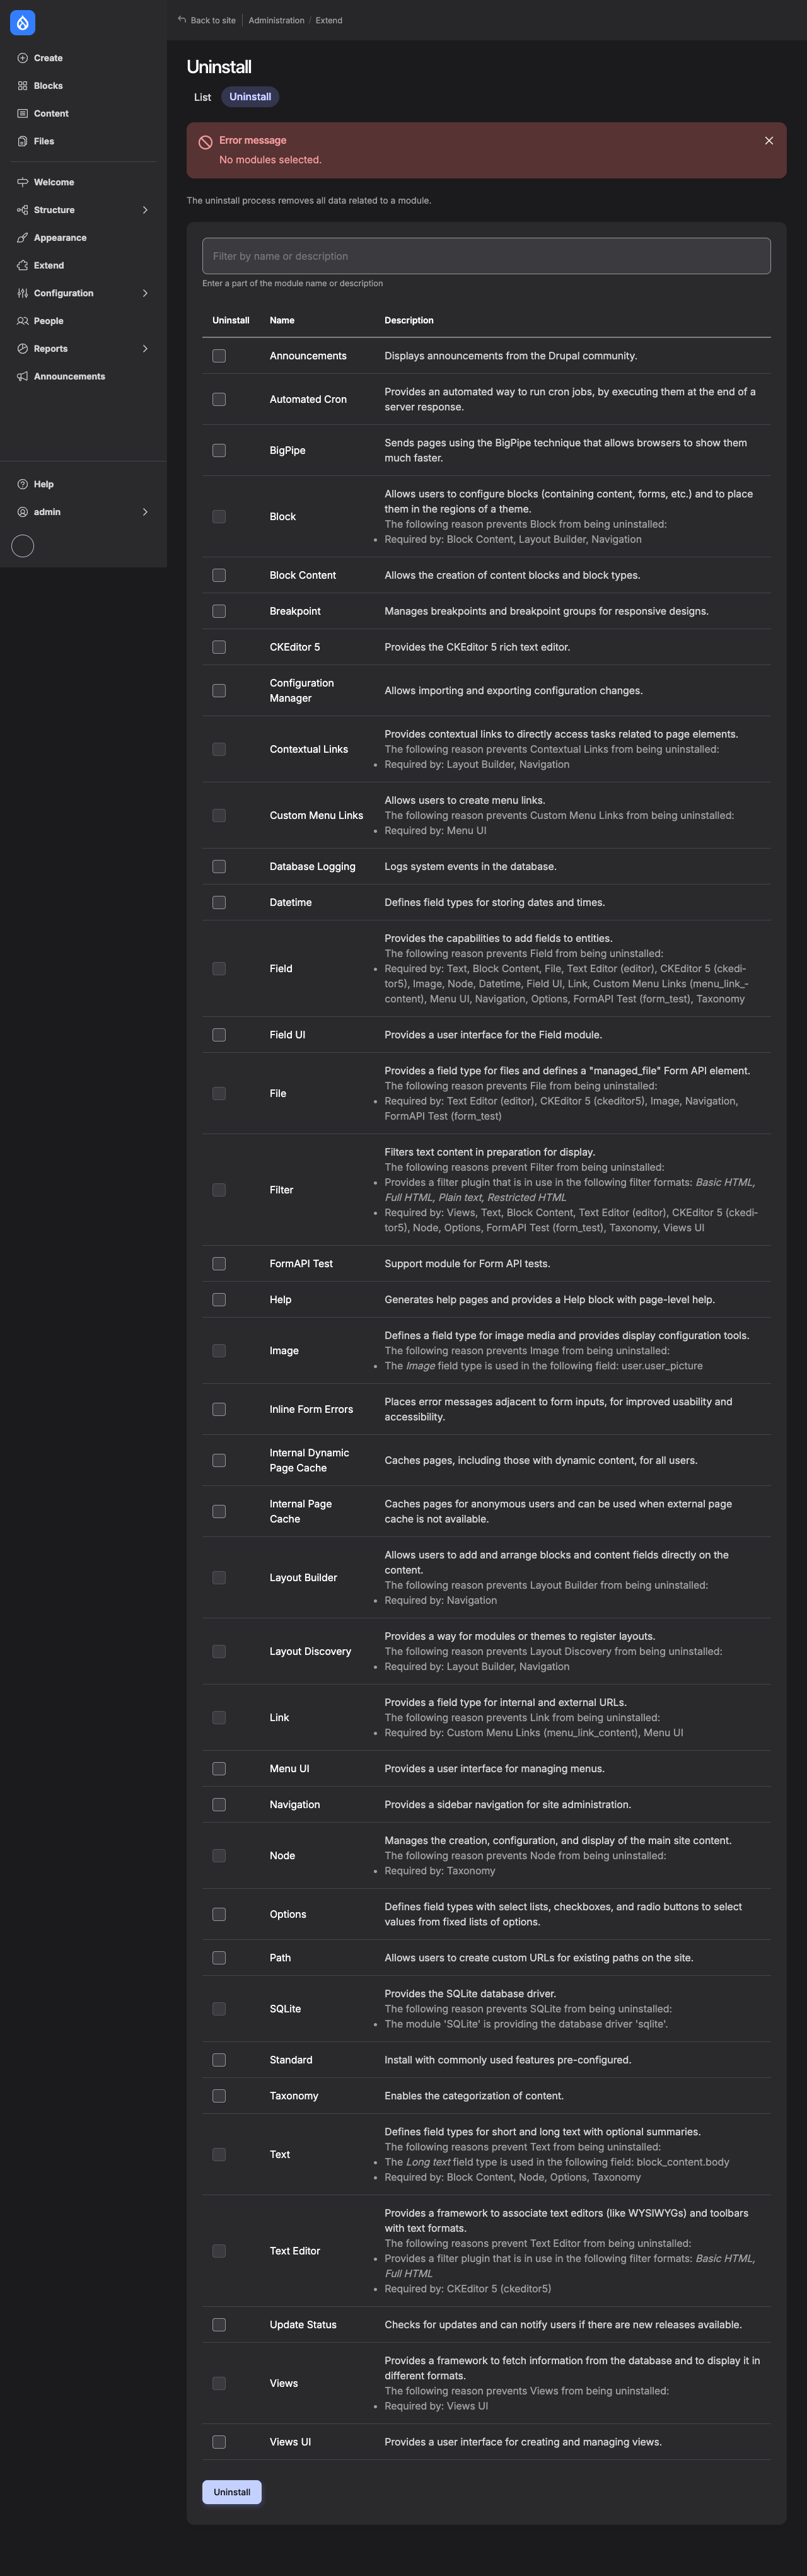 Back to site
Administration / Extend
Create
Blocks
Content
Files
Welcome
Structure
Appearance
Extend
Configuration
People
Reports
Announcements
Help
admin
Uninstall
List
Uninstall
Error message
No modules selected.
The uninstall process removes all data related to a module.
Filter by name or description
Enter a part of the module name or description
Uninstall Name Description
Announcements
Displays announcements from the Drupal community.
Automated Cron
Provides an automated way to run cron jobs, by executing them at the end of a
server response.
BigPipe
Sends pages using the BigPipe technique that allows browsers to show them
much faster.
Block
Allows users to configure blocks (containing content, forms, etc.) and to place
them in the regions of a theme.
The following reason prevents Block from being uninstalled:
• Required by: Block Content, Layout Builder, Navigation
Block Content
Allows the creation of content blocks and block types.
Breakpoint
Manages breakpoints and breakpoint groups for responsive designs.
CKEditor 5
Provides the CKEditor 5 rich text editor.
Configuration
Manager
Allows importing and exporting configuration changes.
Contextual Links
Provides contextual links to directly access tasks related to page elements.
The following reason prevents Contextual Links from being uninstalled:
• Required by: Layout Builder, Navigation
Custom Menu Links
Allows users to create menu links.
The following reason prevents Custom Menu Links from being uninstalled:
• Required by: Menu UI
Database Logging
Logs system events in the database.
Datetime
Defines field types for storing dates and times.
Field
Provides the capabilities to add fields to entities.
The following reason prevents Field from being uninstalled:
• Required by: Text, Block Content, File, Text Editor (editor), CKEditor 5 (ckedi-
tor5), Image, Node, Datetime, Field UI, Link, Custom Menu Links (menu_link_-
content), Menu UI, Navigation, Options, FormAPI Test (form_test), Taxonomy
Field UI
Provides a user interface for the Field module.
File
Provides a field type for files and defines a "managed_file" Form API element.
The following reason prevents File from being uninstalled:
• Required by: Text Editor (editor), CKEditor 5 (ckeditor5), Image, Navigation,
FormAPI Test (form_test)
Filter
Filters text content in preparation for display.
The following reasons prevent Filter from being uninstalled:
• Provides a filter plugin that is in use in the following filter formats: Basic HTML,
Full HTML, Plain text, Restricted HTML
• Required by: Views, Text, Block Content, Text Editor (editor), CKEditor 5 (ckedi-
tor5), Node, Options, FormAPI Test (form_test), Taxonomy, Views UI
FormAPI Test
Support module for Form API tests.
Help
Generates help pages and provides a Help block with page-level help.
Image
Defines a field type for image media and provides display configuration tools.
The following reason prevents Image from being uninstalled:
• The Image field type is used in the following field: user.user_picture
Inline Form Errors
Places error messages adjacent to form inputs, for improved usability and
accessibility.
Internal Dynamic
Page Cache
Caches pages, including those with dynamic content, for all users.
Internal Page
Cache
Caches pages for anonymous users and can be used when external page
cache is not available.
Layout Builder
Allows users to add and arrange blocks and content fields directly on the
content.
The following reason prevents Layout Builder from being uninstalled:
• Required by: Navigation
Layout Discovery
Provides a way for modules or themes to register layouts.
The following reason prevents Layout Discovery from being uninstalled:
• Required by: Layout Builder, Navigation
Link
Provides a field type for internal and external URLs.
The following reason prevents Link from being uninstalled:
• Required by: Custom Menu Links (menu_link_content), Menu UI
Menu UI
Provides a user interface for managing menus.
Navigation
Provides a sidebar navigation for site administration.
Node
Manages the creation, configuration, and display of the main site content.
The following reason prevents Node from being uninstalled:
• Required by: Taxonomy
Options
Defines field types with select lists, checkboxes, and radio buttons to select
values from fixed lists of options.
Path
Allows users to create custom URLs for existing paths on the site.
SQLite
Provides the SQLite database driver.
The following reason prevents SQLite from being uninstalled:
• The module 'SQLite' is providing the database driver 'sqlite'.
Standard
Install with commonly used features pre-configured.
Taxonomy
Enables the categorization of content.
Text
Defines field types for short and long text with optional summaries.
The following reasons prevent Text from being uninstalled:
• The Long text field type is used in the following field: block_content.body
• Required by: Block Content, Node, Options, Taxonomy
Text Editor
Provides a framework to associate text editors (like WYSIWYGs) and toolbars
with text formats.
The following reasons prevent Text Editor from being uninstalled:
• Provides a filter plugin that is in use in the following filter formats: Basic HTML,
Full HTML
• Required by: CKEditor 5 (ckeditor5)
Update Status
Checks for updates and can notify users if there are new releases available.
Views
Provides a framework to fetch information from the database and to display it in
different formats.
The following reason prevents Views from being uninstalled:
• Required by: Views UI
Views UI
Provides a user interface for creating and managing views.
Uninstall